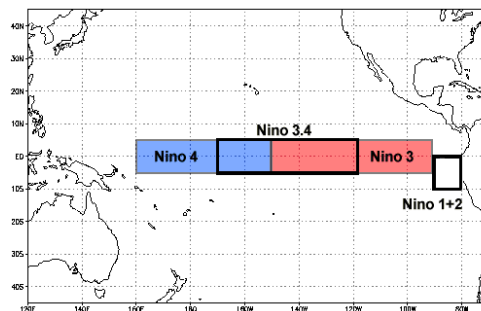 40N
30N
20N
10N
Nino 3.4
Nino 4
Nino 3
EQ
10S
Nino 1+2
20S
30S
40S
120E
140E
160E
180
160W
140W
120W
100W
80W